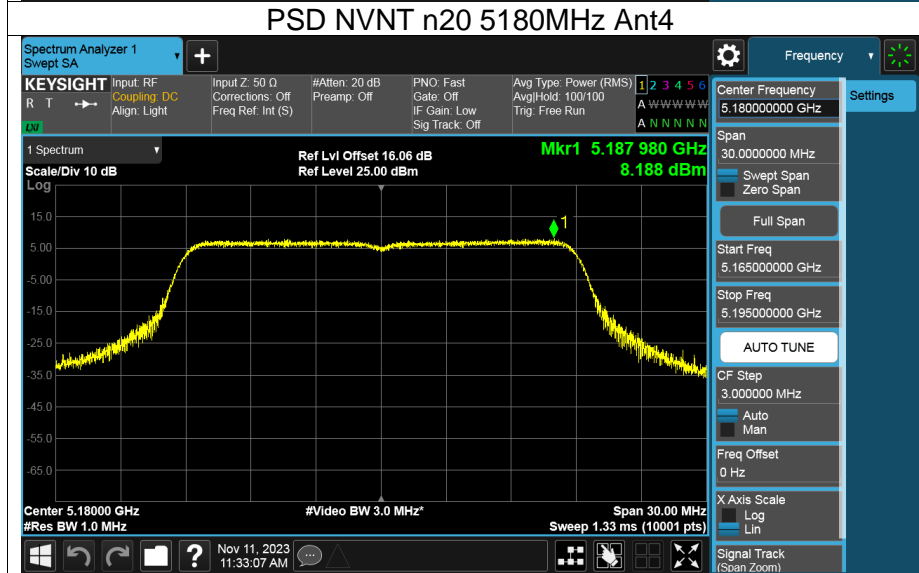 PSD NVNT n20 5180MHz Ant4
Spectrum Analyzer 1
Swept SA
+
Frequency
KEYSIGHT
R T
LXI
Input: RF
Coupling: DC
Align: Light
Input Z: 50 Ω
Corrections: Off
Freq Ref: Int (S)
#Atten: 20 dB
Preamp: Off
PNO: Fast
Gate: Off
IF Gain: Low
Sig Track: Off
Avg Type: Power (RMS)
Avg|Hold: 100/100
Trig: Free Run
1 2 3 4 5 6
A W W W W W
A N N N N N
Center Frequency
5.180000000 GHz
Settings
Span
30.0000000 MHz
Swept Span
Zero Span
Full Span
Start Freq
5.165000000 GHz
Stop Freq
5.195000000 GHz
AUTO TUNE
CF Step
3.000000 MHz
Auto
Man
Freq Offset
0 Hz
X Axis Scale
Log
Lin
Signal Track
(Span Zoom)
1 Spectrum
Scale/Div 10 dB
Log
Ref Lvl Offset 16.06 dB
Ref Level 25.00 dBm
Mkr1 5.187 980 GHz
8.188 dBm
1
15.0
5.00
-5.00
-15.0
-25.0
-35.0
-45.0
-55.0
-65.0
Center 5.18000 GHz
#Res BW 1.0 MHz
#Video BW 3.0 MHz*
Span 30.00 MHz
Sweep 1.33 ms (10001 pts)
?
Nov 11, 2023
11:33:07 AM